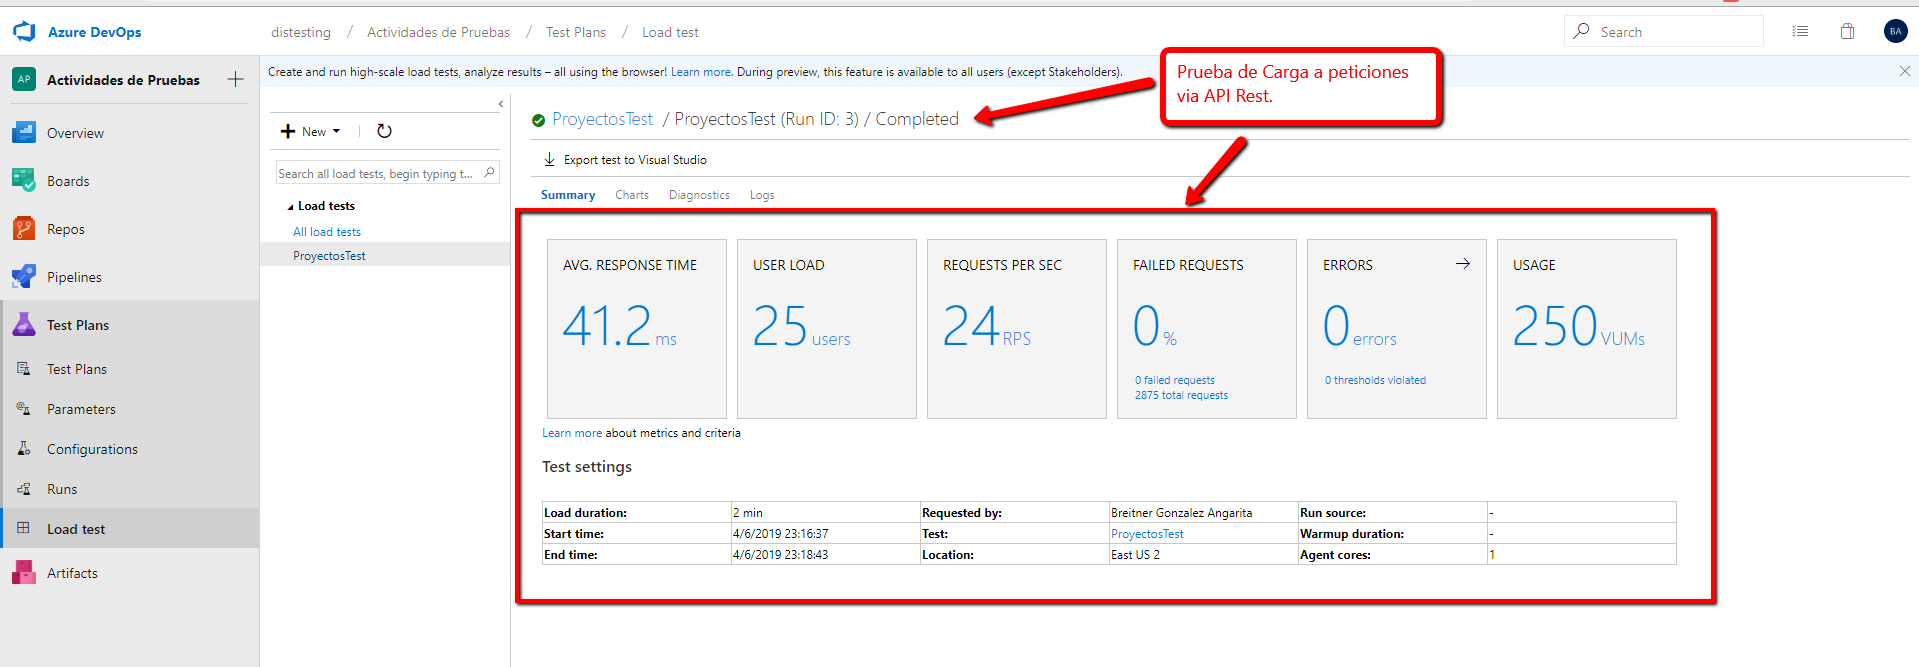 Azure DevOps
distesting / Actividades de Pruebas / Test Plans / Load test
Search
BA
AP
Actividades de Pruebas
Overview
Boards
Repos
Pipelines
Test Plans
Test Plans
Parameters
Configurations
Runs
Load test
Artifacts
Create and run high-scale load tests, analyze results – all using the browser! Learn more. During preview, this feature is available to all users (except Stakeholders).
New
Search all load tests, begin typing t...
Load tests
All load tests
ProyectosTest
Prueba de Carga a peticiones
via API Rest.
ProyectosTest / ProyectosTest (Run ID: 3) / Completed
Export test to Visual Studio
Summary Charts Diagnostics Logs
AVG. RESPONSE TIME
41.2 ms
USER LOAD
25 users
REQUESTS PER SEC
24 RPS
FAILED REQUESTS
0 %
0 failed requests
2875 total requests
ERRORS
0 errors
0 thresholds violated
USAGE
250 VUMs
Learn more about metrics and criteria
Test settings
Load duration: 2 min Requested by: Breitner Gonzalez Angarita Run source: -
Start time: 4/6/2019 23:16:37 Test: ProyectosTest Warmup duration: -
End time: 4/6/2019 23:18:43 Location: East US 2 Agent cores: 1